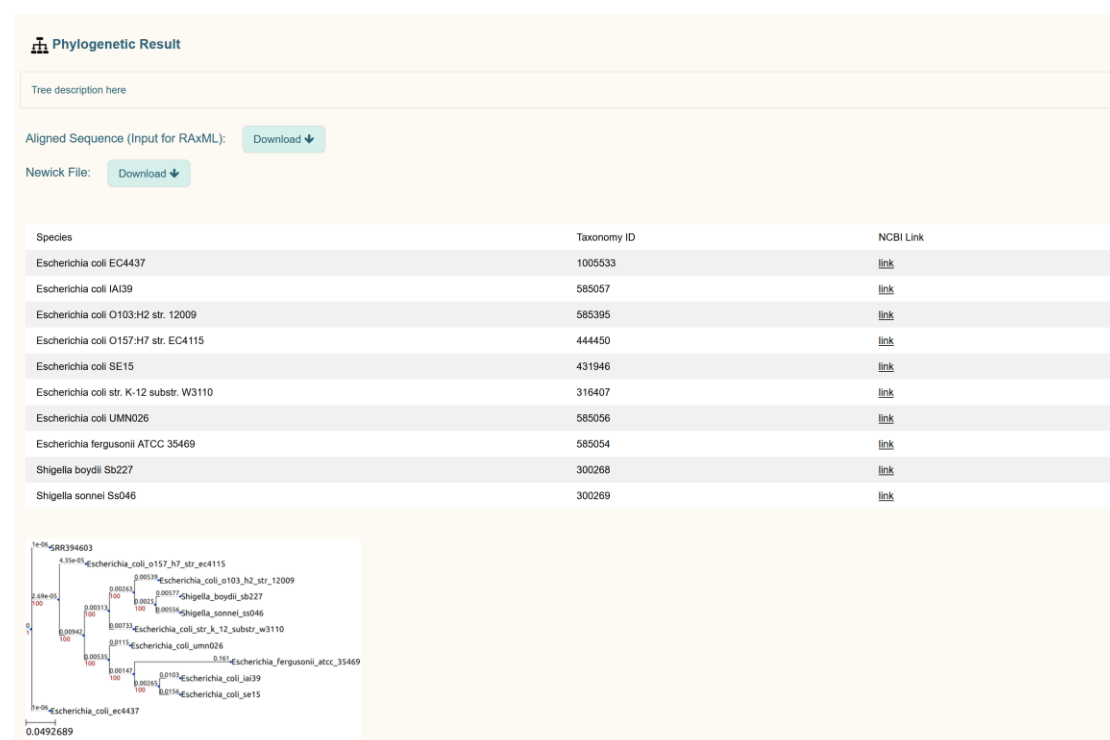 Phylogenetic Result
Tree description here
Aligned Sequence (Input for RAxML): Download
Newick File: Download
Species Taxonomy ID NCBI Link
Escherichia coli EC4437 1005533 link
Escherichia coli IAI39 585057 link
Escherichia coli O103:H2 str. 12009 585395 link
Escherichia coli O157:H7 str. EC4115 444450 link
Escherichia coli SE15 431946 link
Escherichia coli str. K-12 substr. W3110 316407 link
Escherichia coli UMN026 585056 link
Escherichia fergusonii ATCC 35469 585054 link
Shigella boydii Sb227 300268 link
Shigella sonnei Ss046 300269 link
1e-06 SRR394603
4.35e-05 Escherichia_coli_o157_h7_str_ec4115
0.00539 Escherichia_coli_o103_h2_str_12009
0.00263
100
0.00577 Shigella_boydii_sb227
2.69e-05
100
0.0025
100
0.00556 Shigella_sonnei_ss046
0.00313
100
0.00733 Escherichia_coli_str_k_12_substr_w3110
0
1
0.00942
100
0.0115 Escherichia_coli_umn026
0.00535
100
0.161 Escherichia_fergusonii_atcc_35469
0.00147
100
0.0103 Escherichia_coli_iai39
0.00265
100
0.0156 Escherichia_coli_se15
1e-06 Escherichia_coli_ec4437
0.0492689